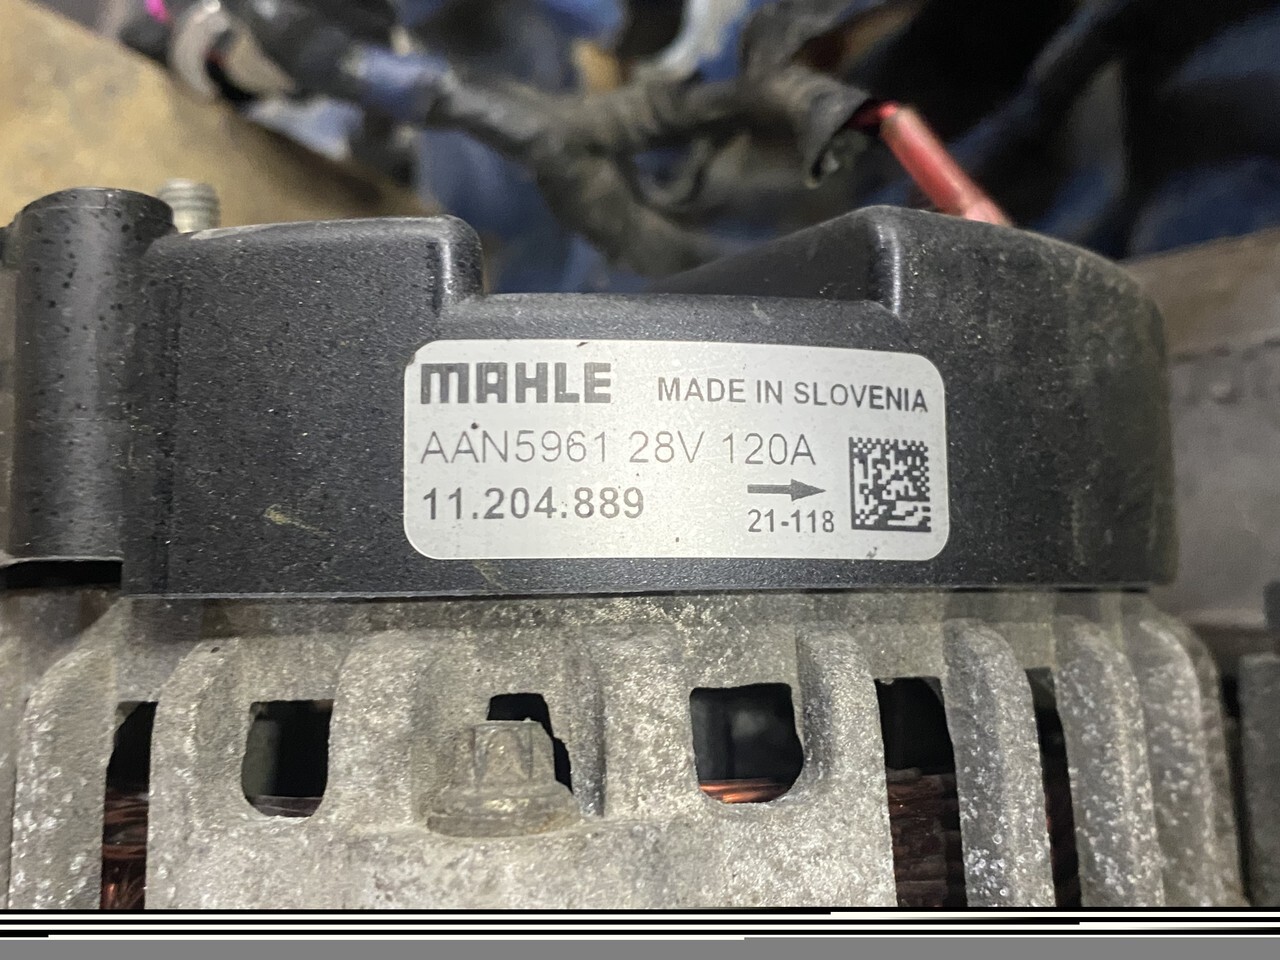 MAHLE MADE IN SLOVENIA
AAN5961 28V 120A
11.204.889
21-118